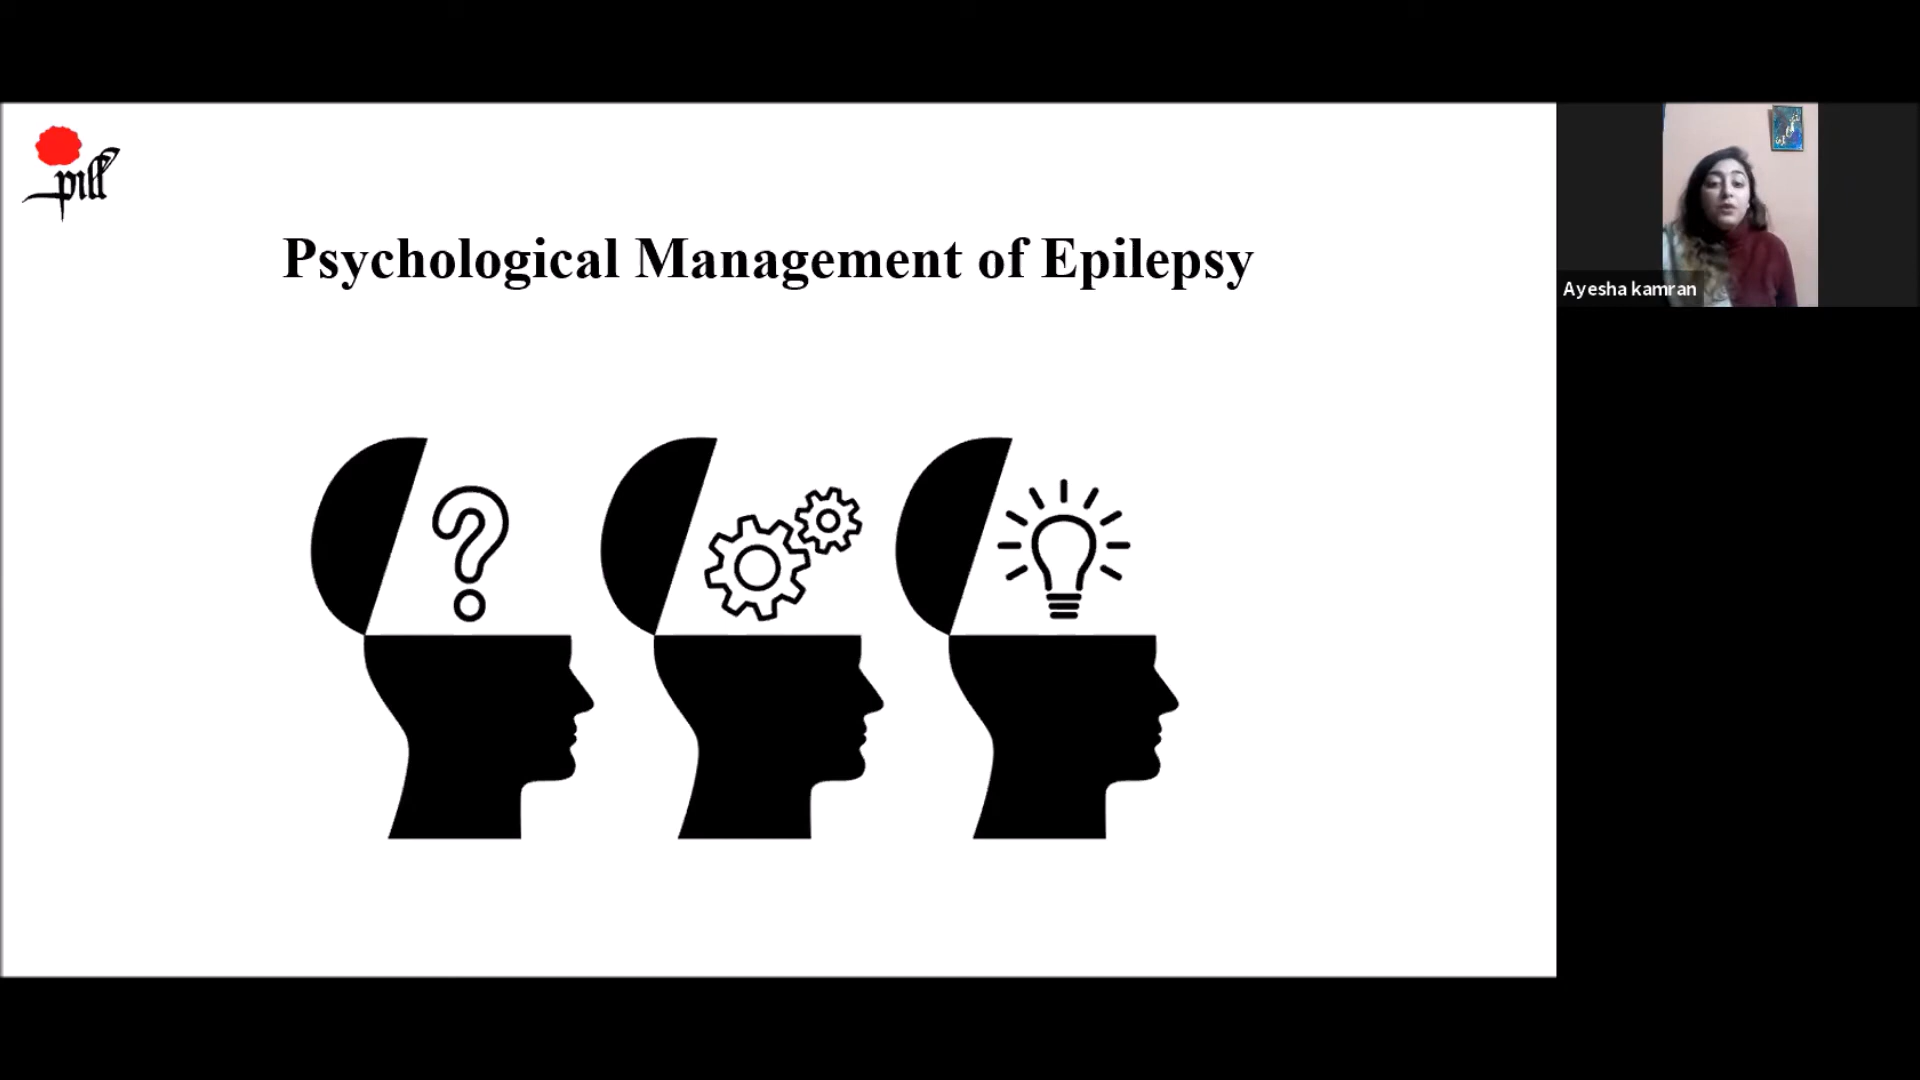 pill
Psychological Management of Epilepsy
Ayesha kamran